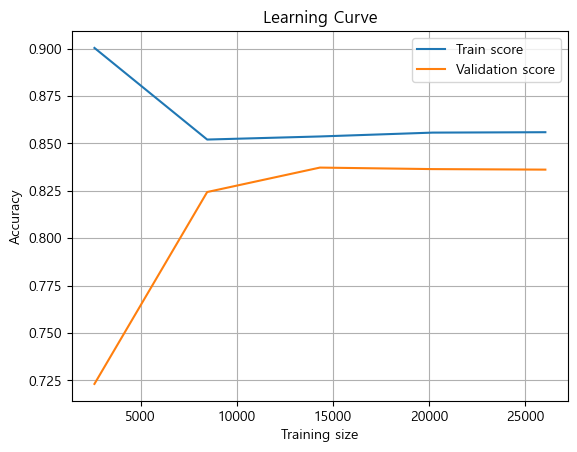 Learning Curve
Train score
Validation score
0.900
0.875
0.850
0.825
0.800
0.775
0.750
0.725
Accuracy
5000 10000 15000 20000 25000
Training size